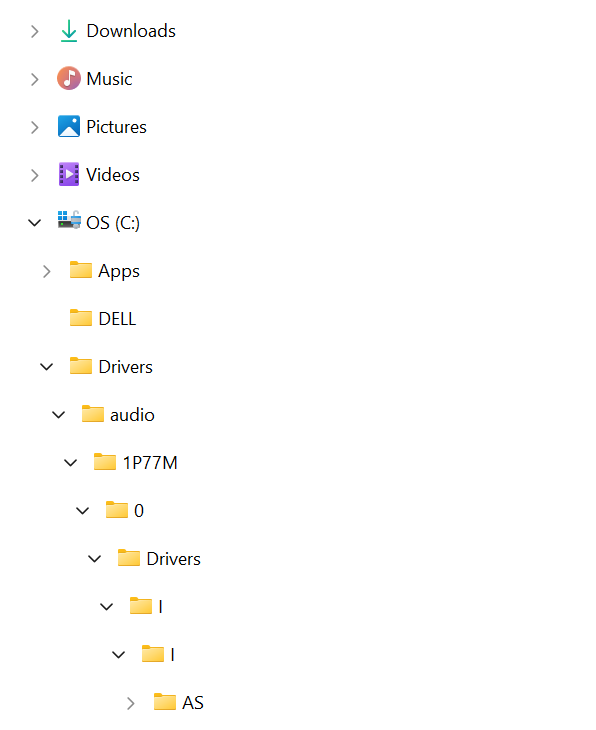 Downloads
Music
Pictures
Videos
OS (C:)
Apps
DELL
Drivers
audio
1P77M
0
Drivers
I
I
AS